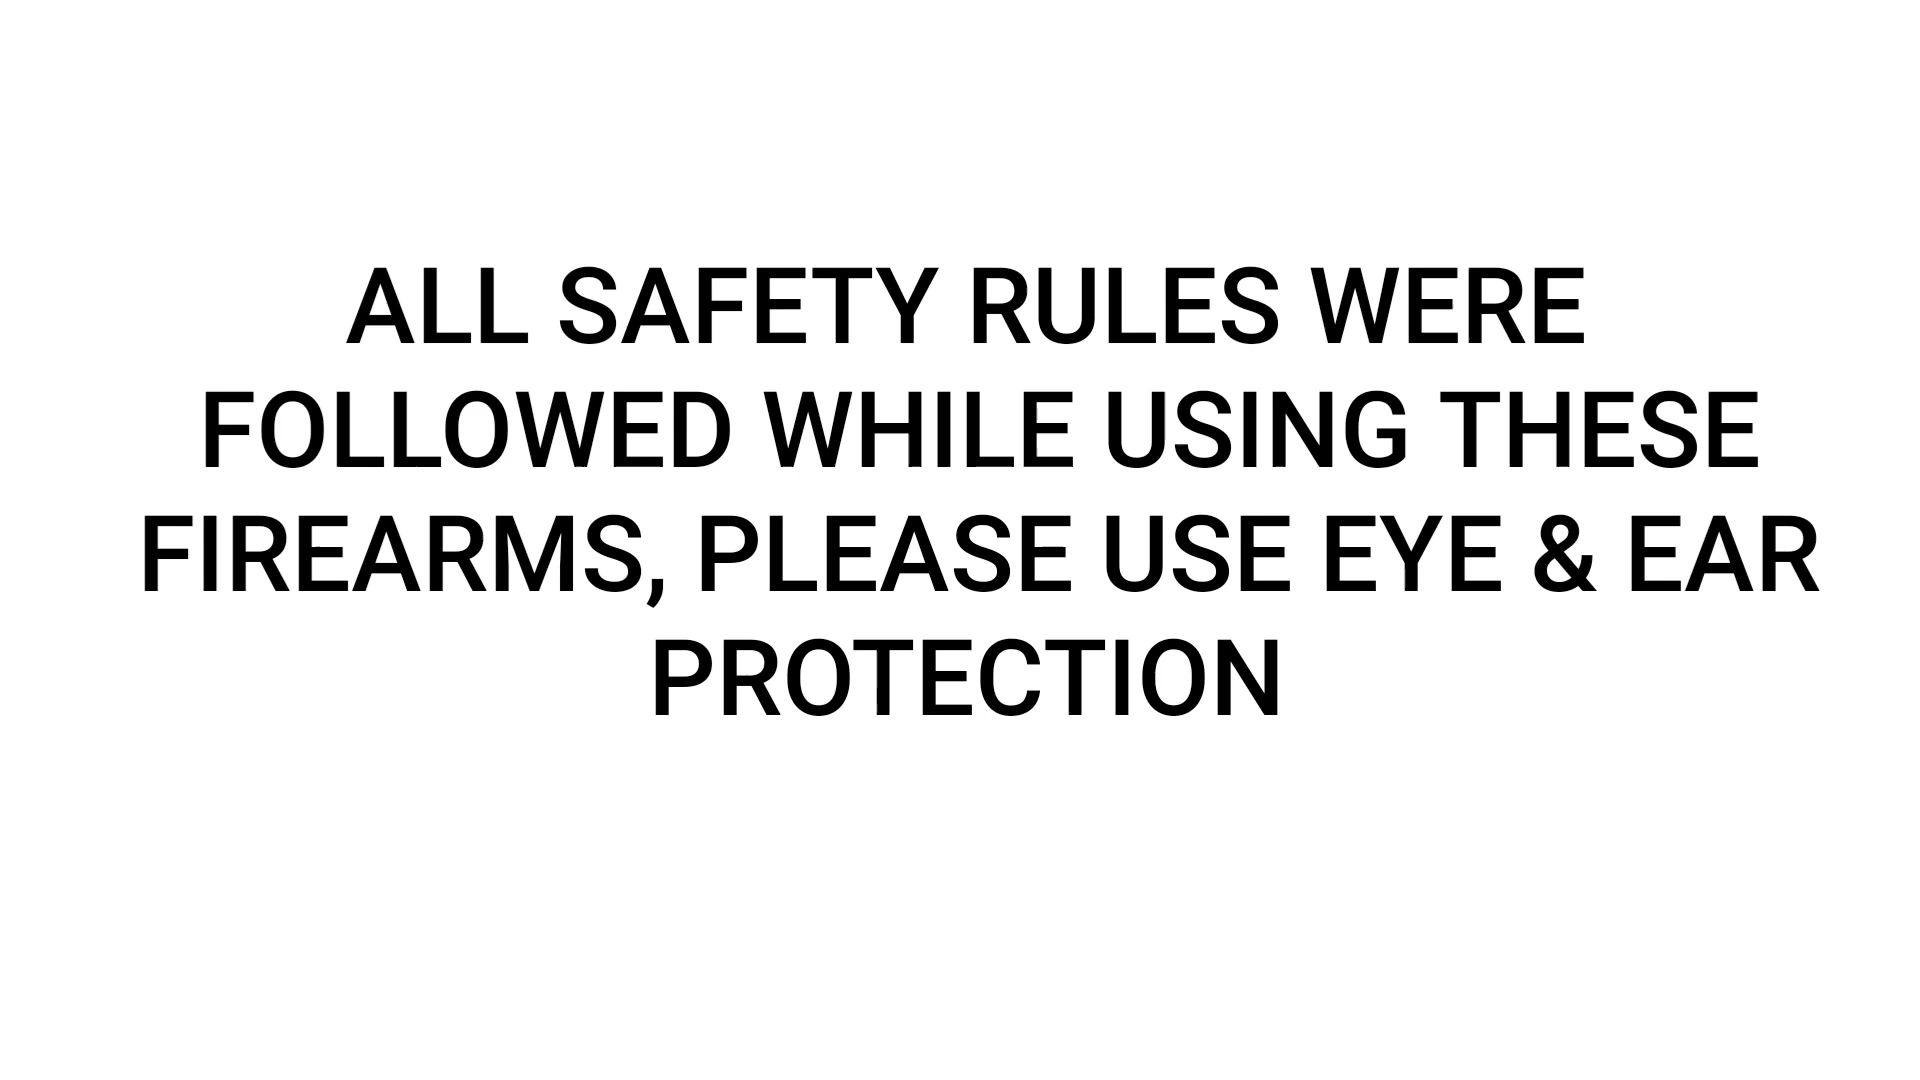 ALL SAFETY RULES WERE
FOLLOWED WHILE USING THESE
FIREARMS, PLEASE USE EYE & EAR
PROTECTION